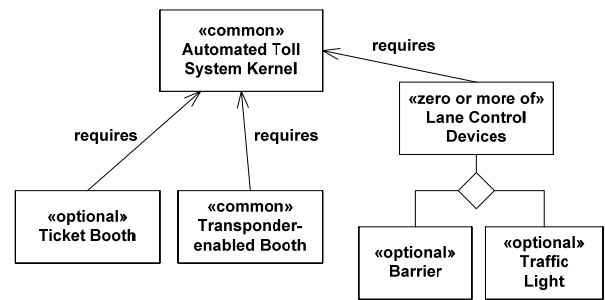 «common»
Automated Toll
System Kernel
requires
«zero or more of»
Lane Control
Devices
requires
requires
«optional»
Ticket Booth
«common»
Transponder-
enabled Booth
«optional»
Barrier
«optional»
Traffic
Light